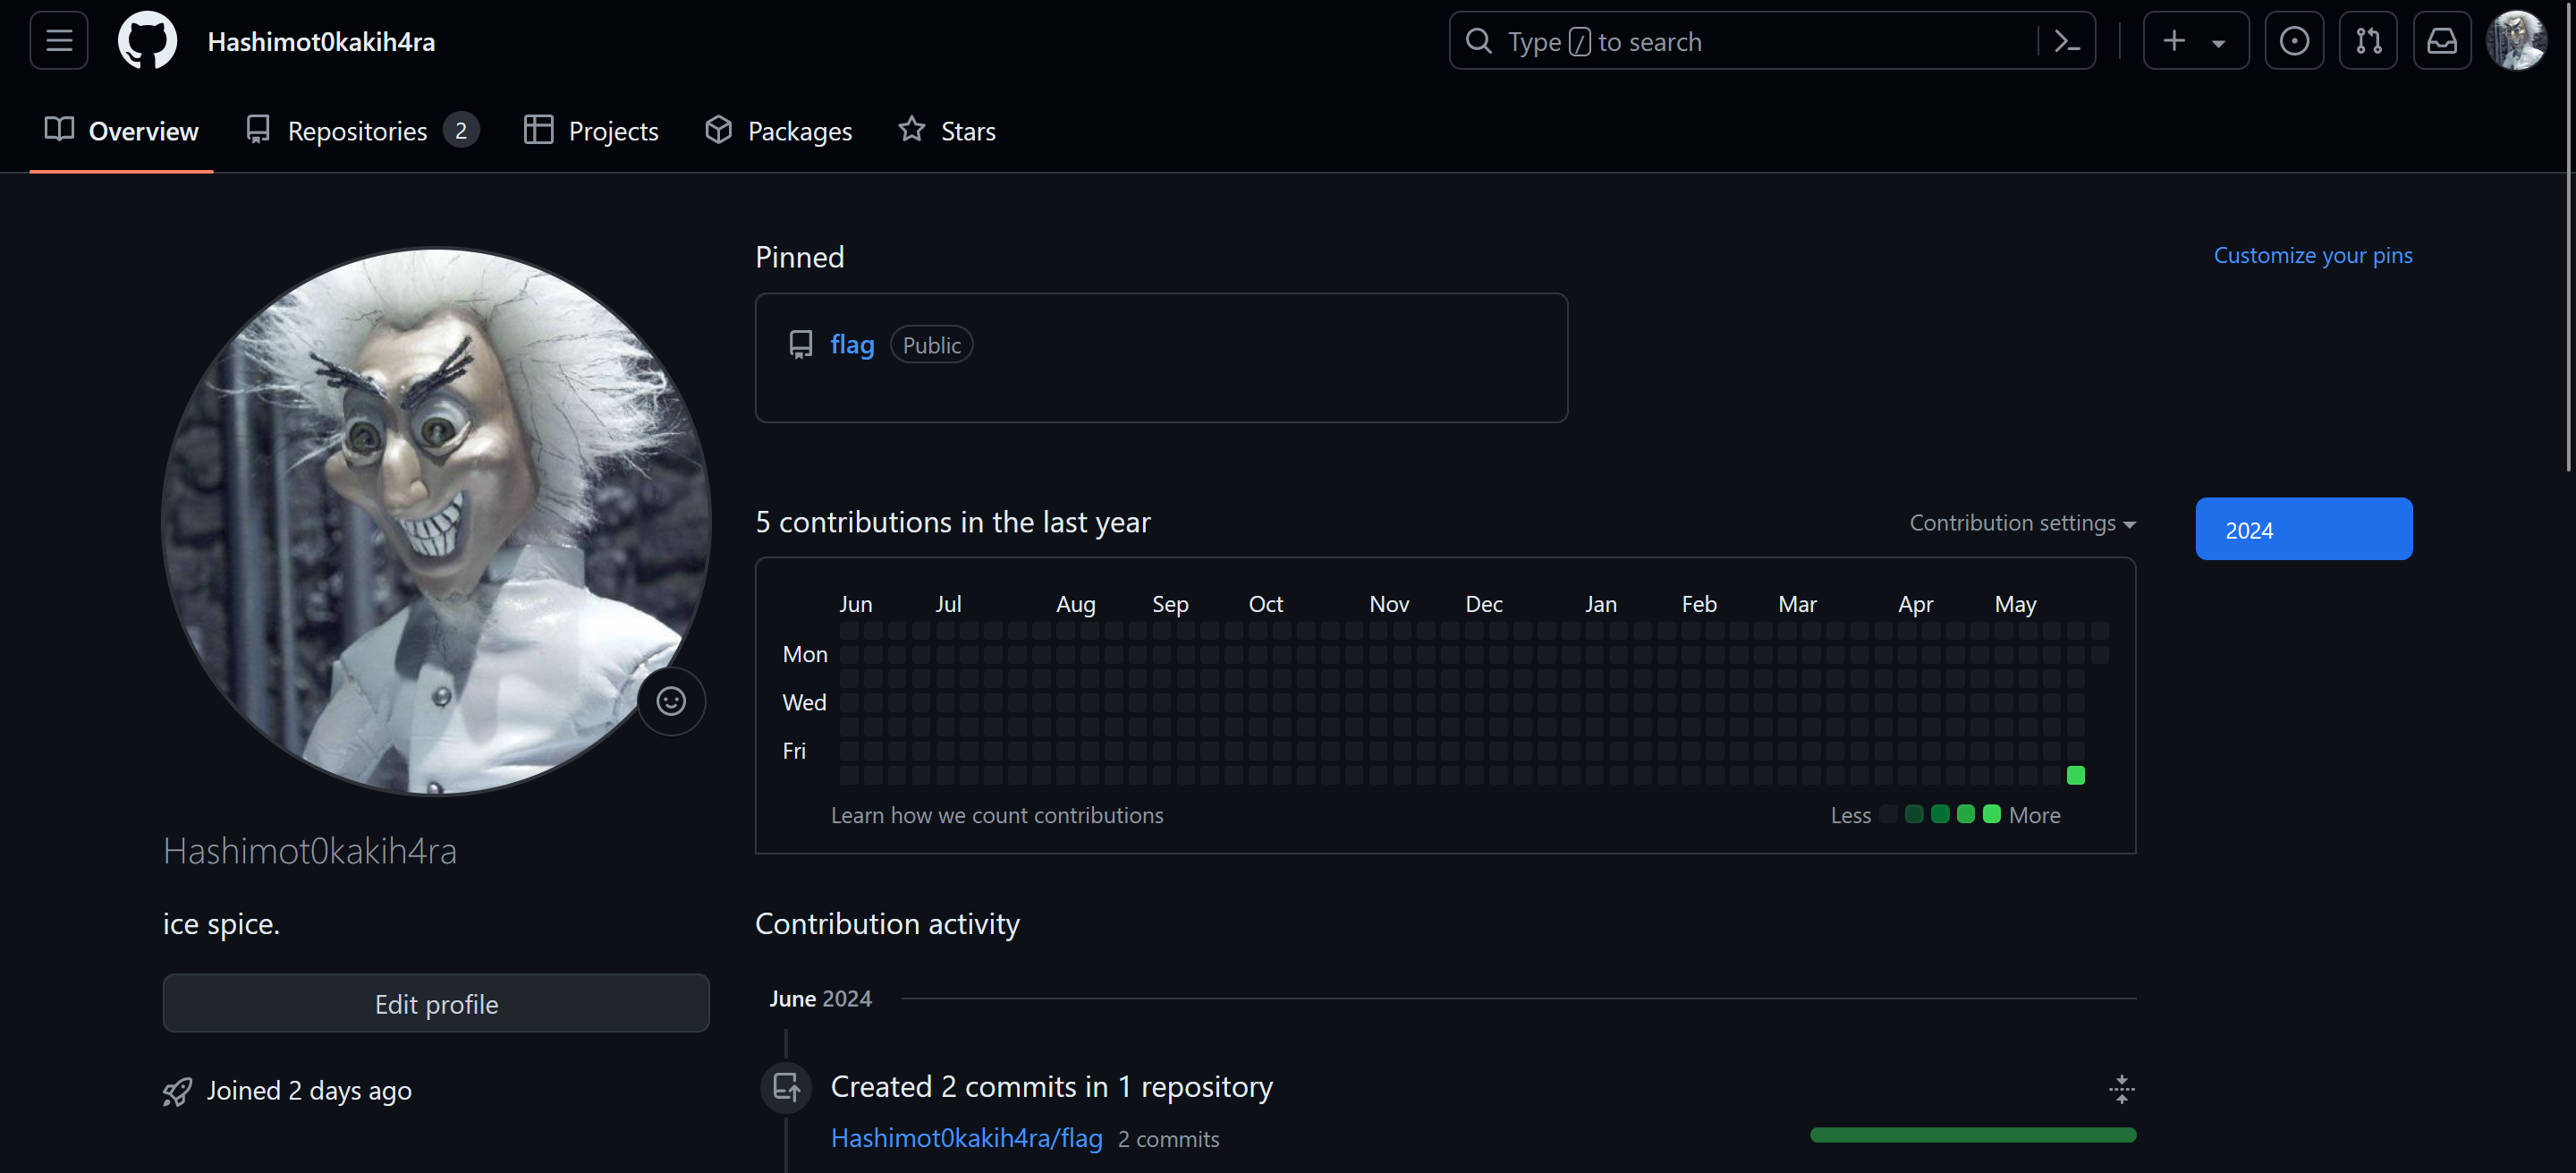 Hashimot0kakih4ra
Type / to search
Overview
Repositories 2
Projects
Packages
Stars
Pinned
Customize your pins
flag Public
5 contributions in the last year
Contribution settings
2024
Jun Jul Aug Sep Oct Nov Dec Jan Feb Mar Apr May
Mon
Wed
Fri
Learn how we count contributions
Less More
Hashimot0kakih4ra
ice spice.
Edit profile
Joined 2 days ago
Contribution activity
June 2024
Created 2 commits in 1 repository
Hashimot0kakih4ra/flag 2 commits